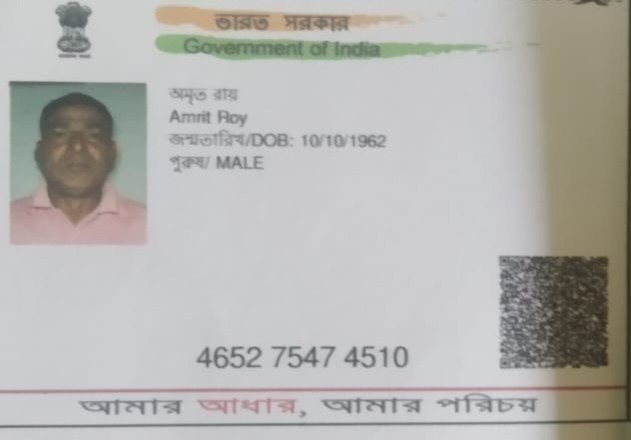 ভারত সরকার
Government of India
অমৃত রায়
Amrit Roy
জন্মতারিখ/DOB: 10/10/1962
পুরুষ/ MALE
4652 7547 4510
আমার আধার, আমার পরিচয়